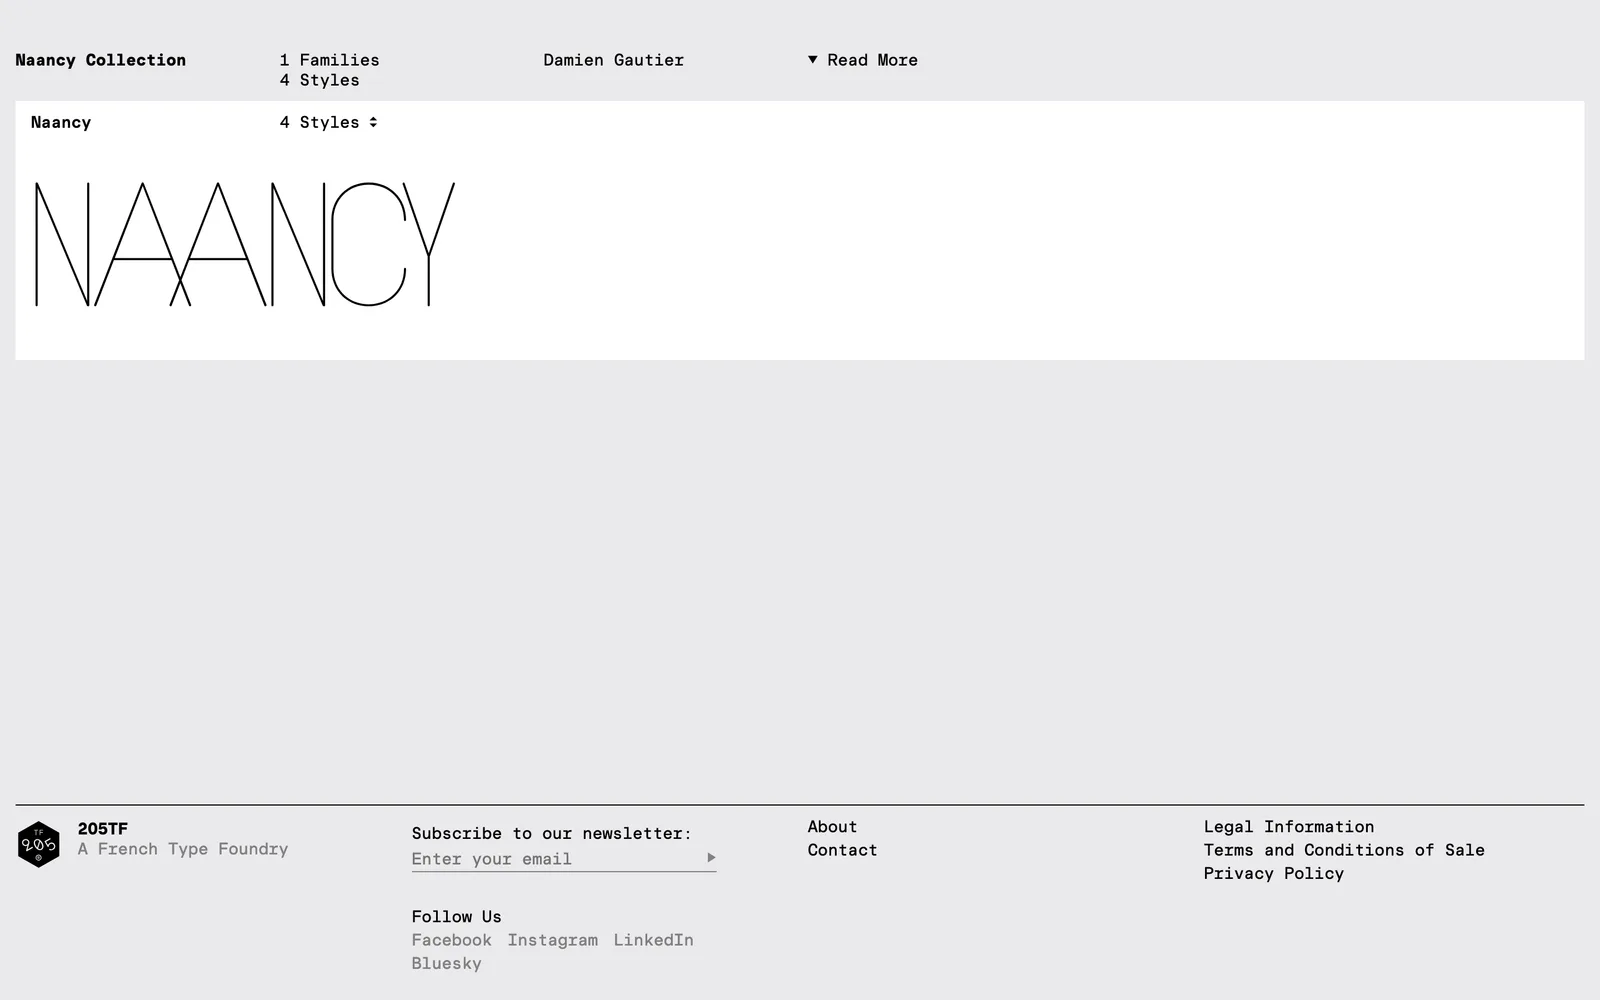 Naancy Collection
1 Families
4 Styles
Damien Gautier
▼ Read More
Naancy
4 Styles
NAANCY
TF
205
205TF
A French Type Foundry
Subscribe to our newsletter:
Enter your email
Follow Us
Facebook Instagram LinkedIn
Bluesky
About
Contact
Legal Information
Terms and Conditions of Sale
Privacy Policy